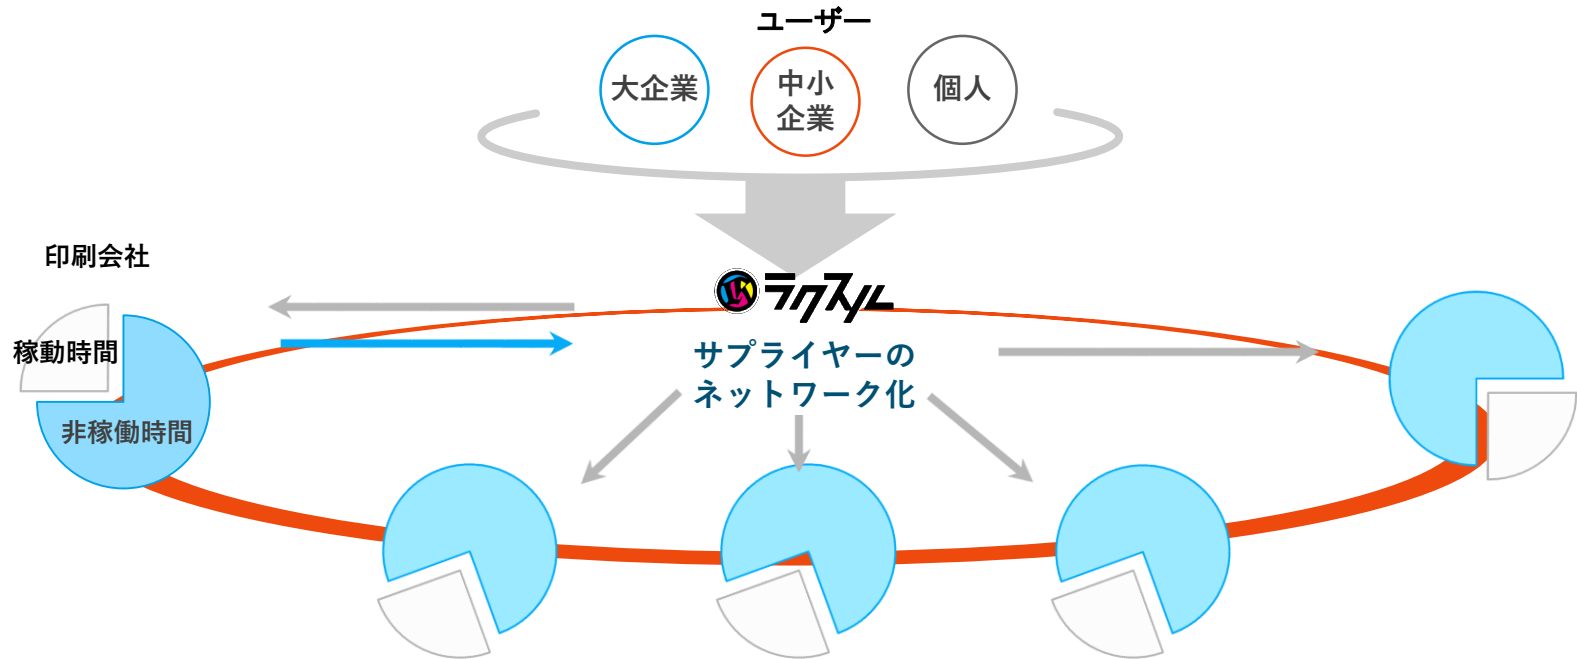 ユーザー
大企業
中小
企業
個人
印刷会社
ラクスル
稼動時間
サプライヤーの
ネットワーク化
非稼働時間